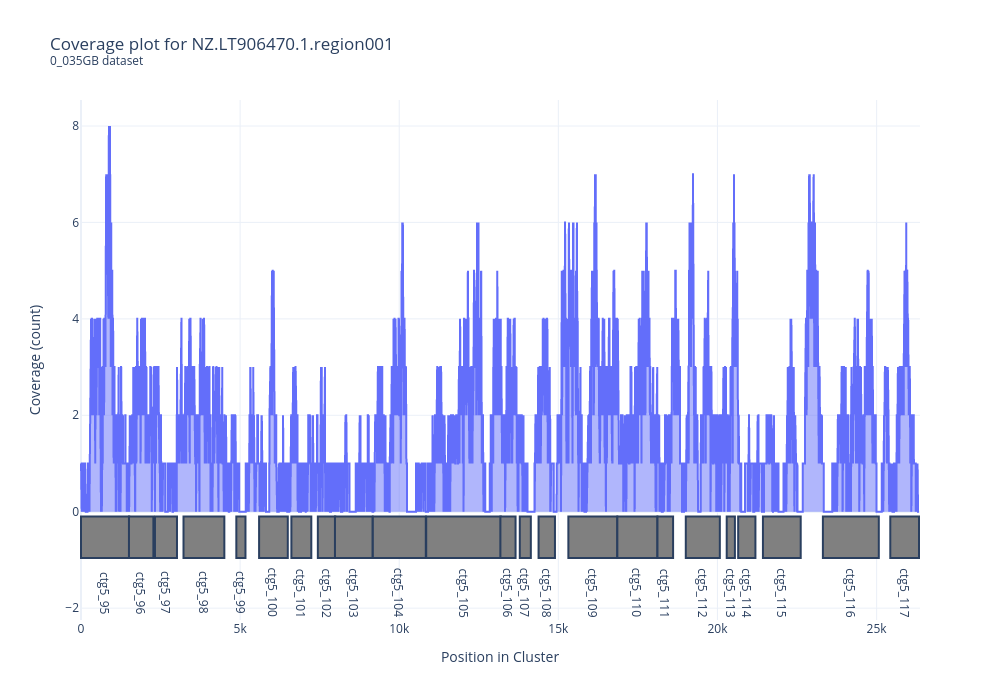 Coverage plot for NZ.LT906470.1.region001
0_035GB dataset
Coverage (count)
8
6
4
2
0
−2
ctg5_95
ctg5_96
ctg5_97
ctg5_98
ctg5_99
ctg5_100
ctg5_101
ctg5_102
ctg5_103
ctg5_104
ctg5_105
ctg5_106
ctg5_107
ctg5_108
ctg5_109
ctg5_110
ctg5_111
ctg5_112
ctg5_113
ctg5_114
ctg5_115
ctg5_116
ctg5_117
0
5k
10k
15k
20k
25k
Position in Cluster